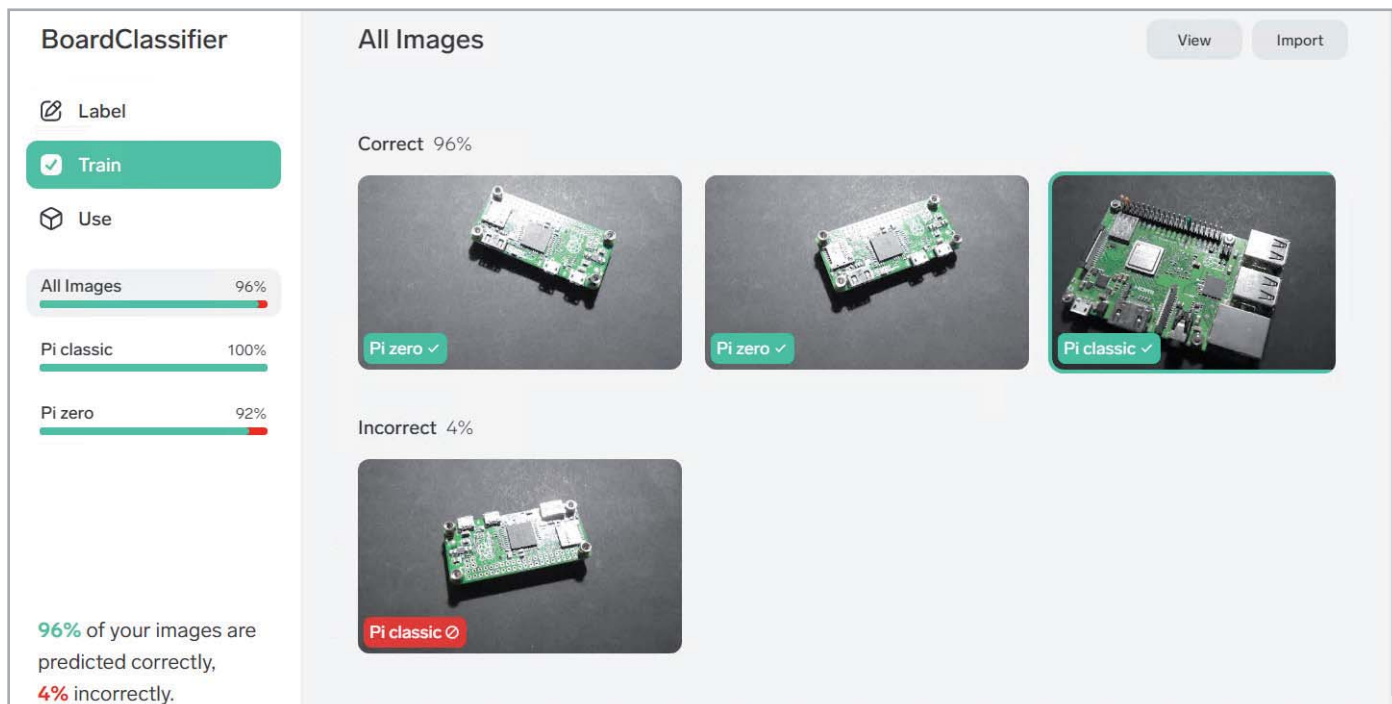 BoardClassifier
Label
Train
Use
All Images 96%
Pi classic 100%
Pi zero 92%
96% of your images are
predicted correctly,
4% incorrectly.
All Images
View Import
Correct 96%
Pi zero Pi zero Pi classic
Incorrect 4%
Pi classic